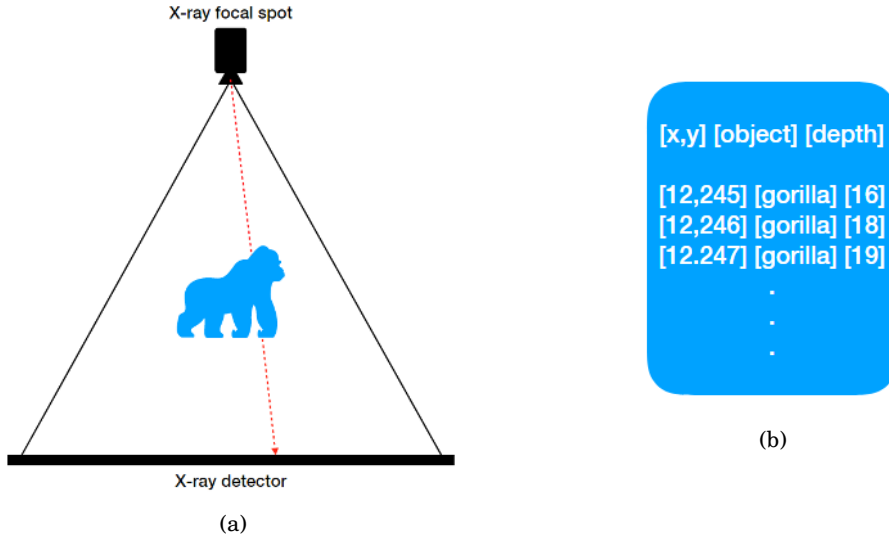 X-ray focal spot
X-ray detector
(a)
[x,y] [object] [depth]
[12,245] [gorilla] [16]
[12,246] [gorilla] [18]
[12.247] [gorilla] [19]
.
.
.
(b)